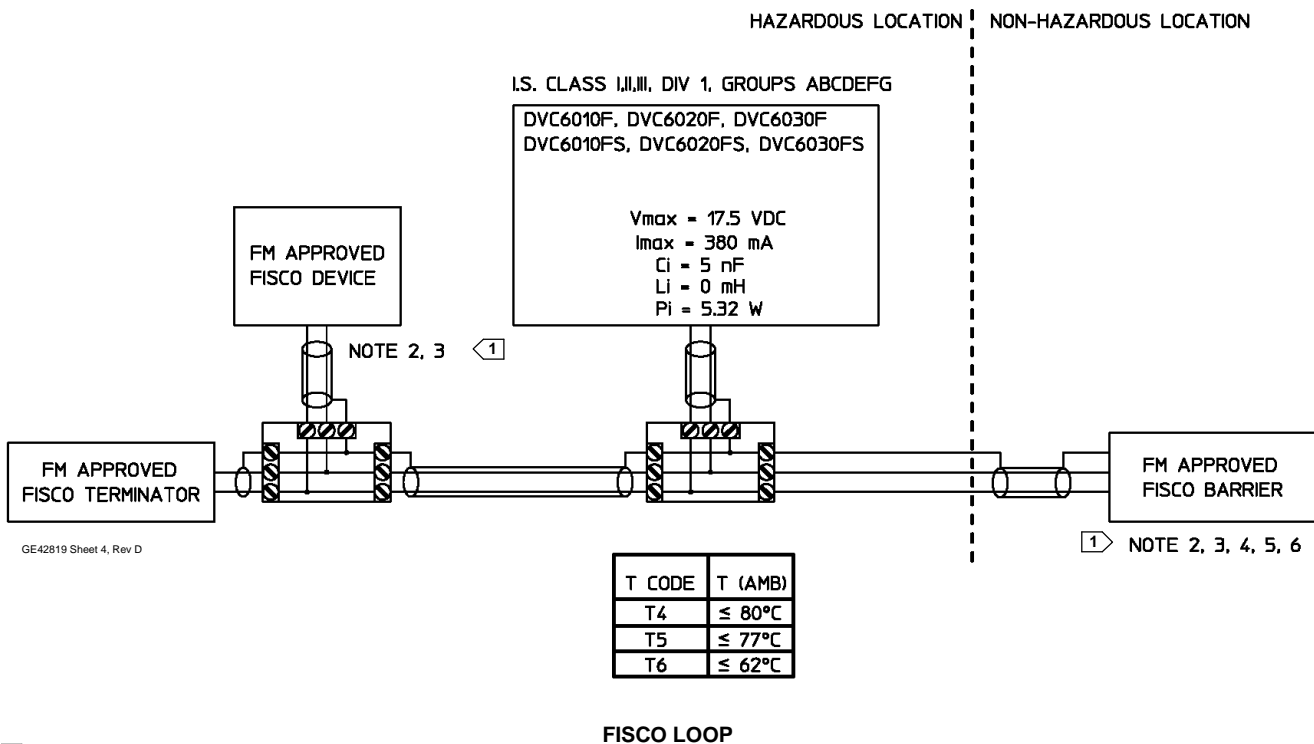 HAZARDOUS LOCATION
NON-HAZARDOUS LOCATION
I.S. CLASS I,II,III, DIV 1, GROUPS ABCDEFG
DVC6010F, DVC6020F, DVC6030F
DVC6010FS, DVC6020FS, DVC6030FS
Vmax = 17.5 VDC
Imax = 380 mA
Ci = 5 nF
Li = 0 mH
Pi = 5.32 W
FM APPROVED
FISCO DEVICE
NOTE 2, 3 1
FM APPROVED
FISCO TERMINATOR
FM APPROVED
FISCO BARRIER
1 NOTE 2, 3, 4, 5, 6
GE42819 Sheet 4, Rev D
T CODE T (AMB)
T4 ≤ 80°C
T5 ≤ 77°C
T6 ≤ 62°C
FISCO LOOP